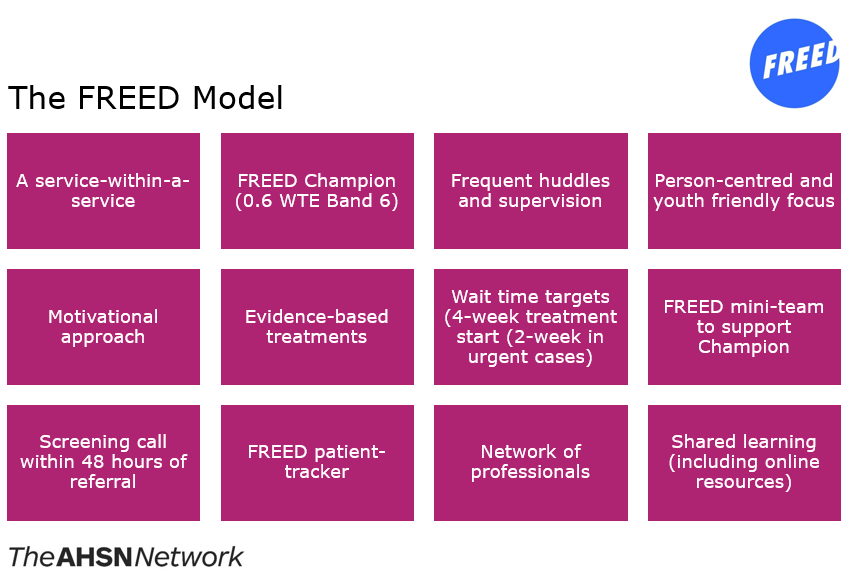 FREED
The FREED Model
A service-within-a-
service
FREED Champion
(0.6 WTE Band 6)
Frequent huddles
and supervision
Person-centred and
youth friendly focus
Motivational
approach
Evidence-based
treatments
Wait time targets
(4-week treatment
start (2-week in
urgent cases)
FREED mini-team
to support
Champion
Screening call
within 48 hours of
referral
FREED patient-
tracker
Network of
professionals
Shared learning
(including online
resources)
TheAHSNNetwork